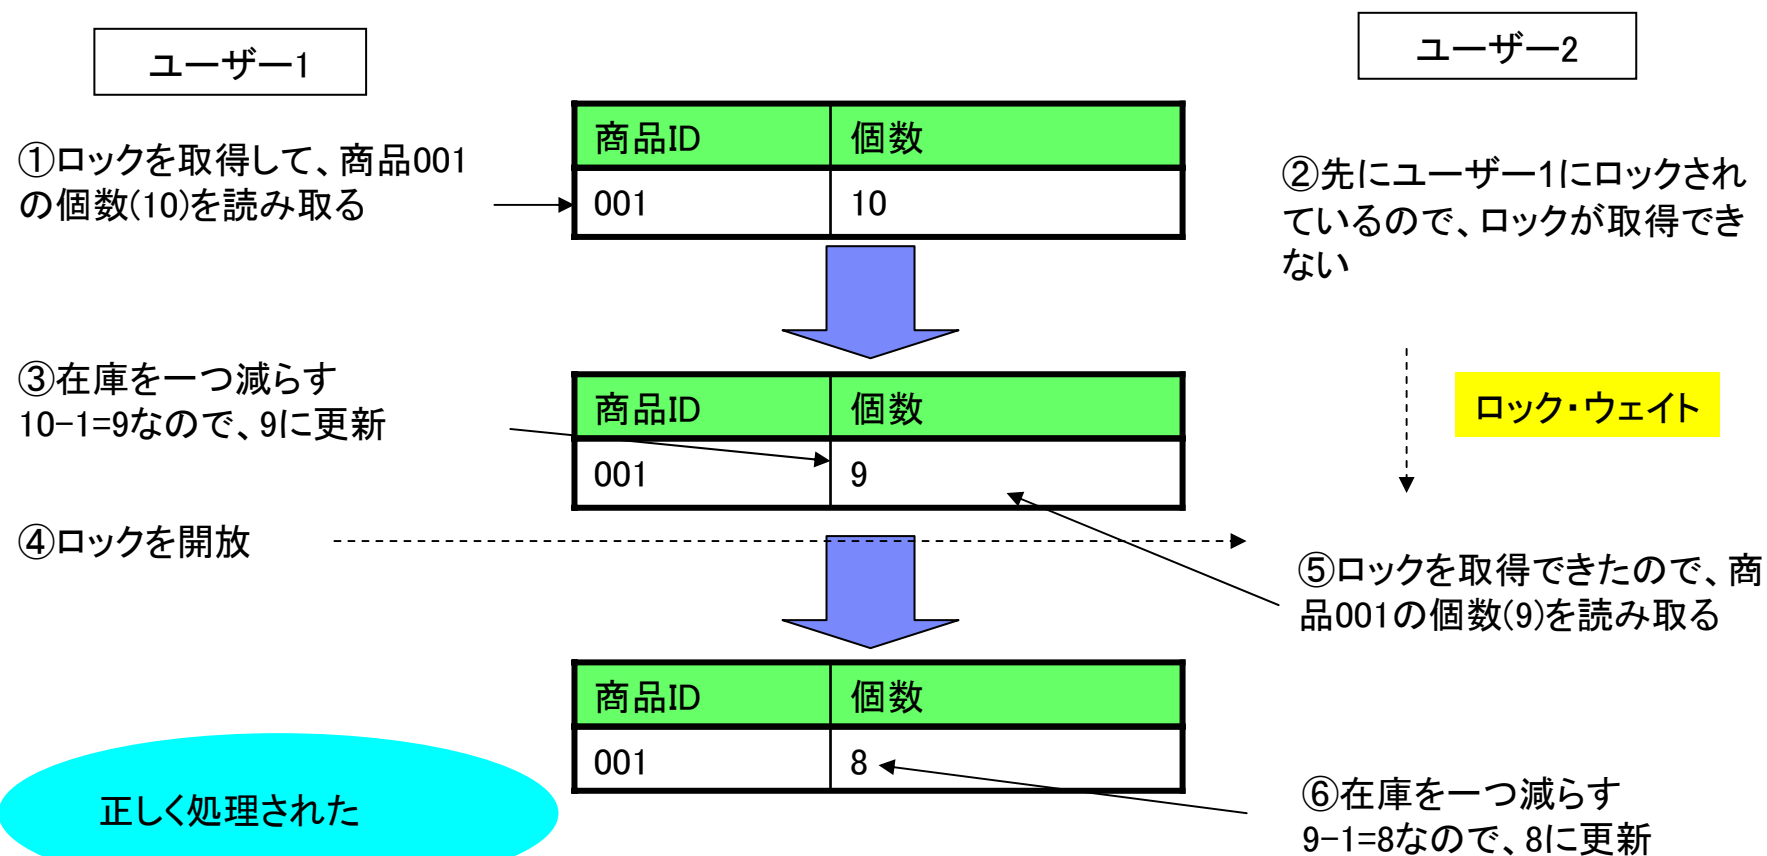 ユーザー1
ユーザー2
商品ID 個数
001 10
①ロックを取得して、商品001
の個数(10)を読み取る
②先にユーザー1にロックされ
ているので、ロックが取得でき
ない
③在庫を一つ減らす
10-1=9なので、9に更新
商品ID 個数
001 9
ロック・ウェイト
④ロックを開放
⑤ロックを取得できたので、商
品001の個数(9)を読み取る
商品ID 個数
001 8
正しく処理された
⑥在庫を一つ減らす
9-1=8なので、8に更新